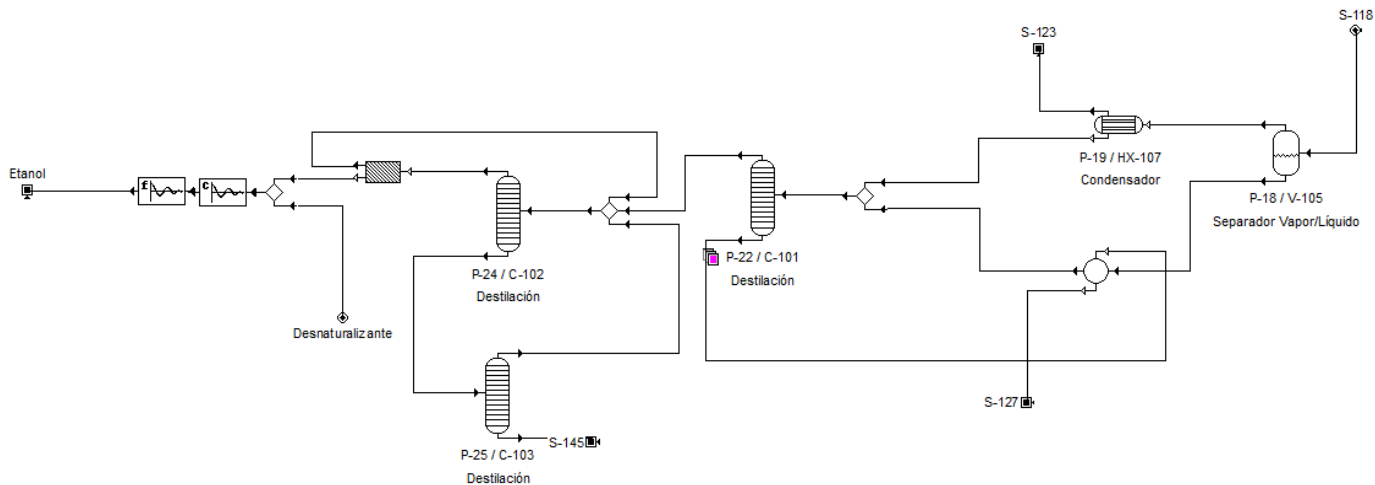 S-118
S-123
P-19 / HX-107
Condensador
P-18 / V-105
Separador Vapor/Líquido
Etanol
f
c
P-22 / C-101
Destilación
P-24 / C-102
Destilación
Desnaturalizante
S-127
S-145
P-25 / C-103
Destilación